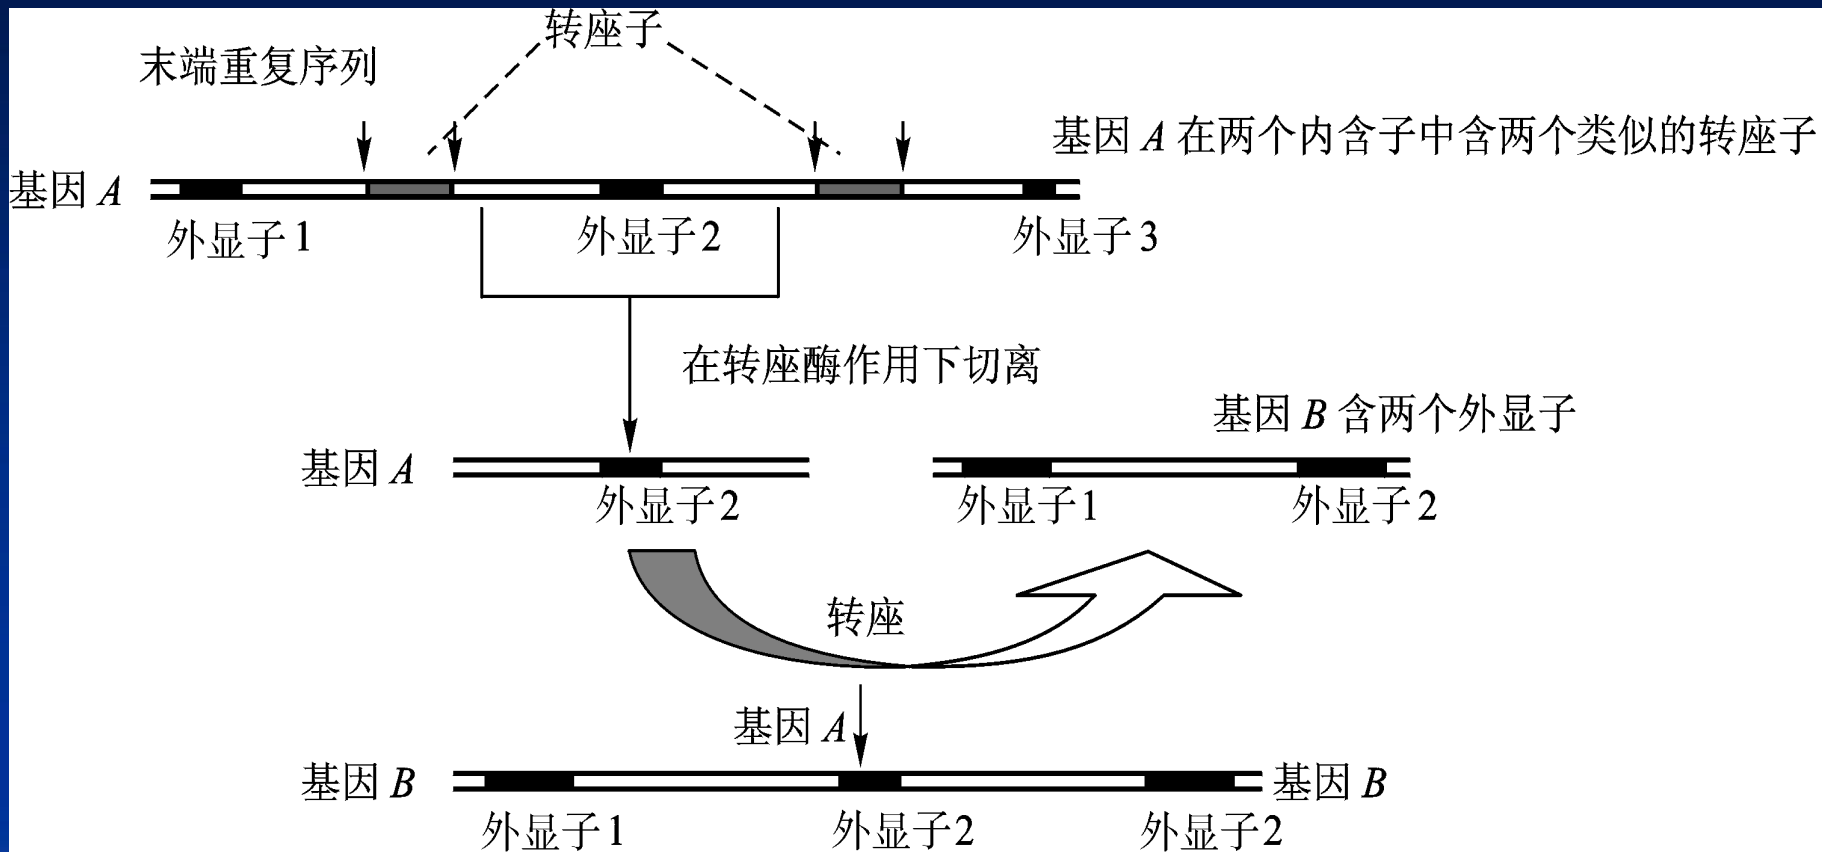 转座子
末端重复序列
基因 A 在两个内含子中含两个类似的转座子
基因 A
外显子 1
外显子 2
外显子 3
在转座酶作用下切离
基因 B 含两个外显子
基因 A
外显子 2
外显子 1
外显子 2
转座
基因 A
基因 B
基因 B
外显子 1
外显子 2
外显子 2